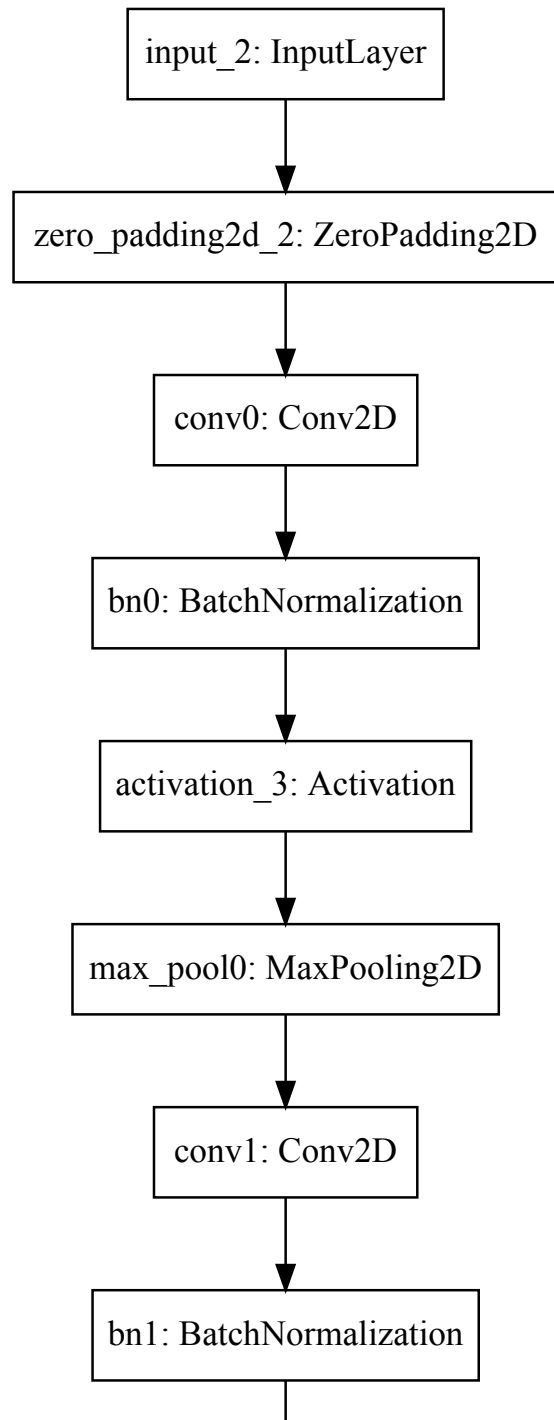 input_2: InputLayer
zero_padding2d_2: ZeroPadding2D
conv0: Conv2D
bn0: BatchNormalization
activation_3: Activation
max_pool0: MaxPooling2D
conv1: Conv2D
bn1: BatchNormalization